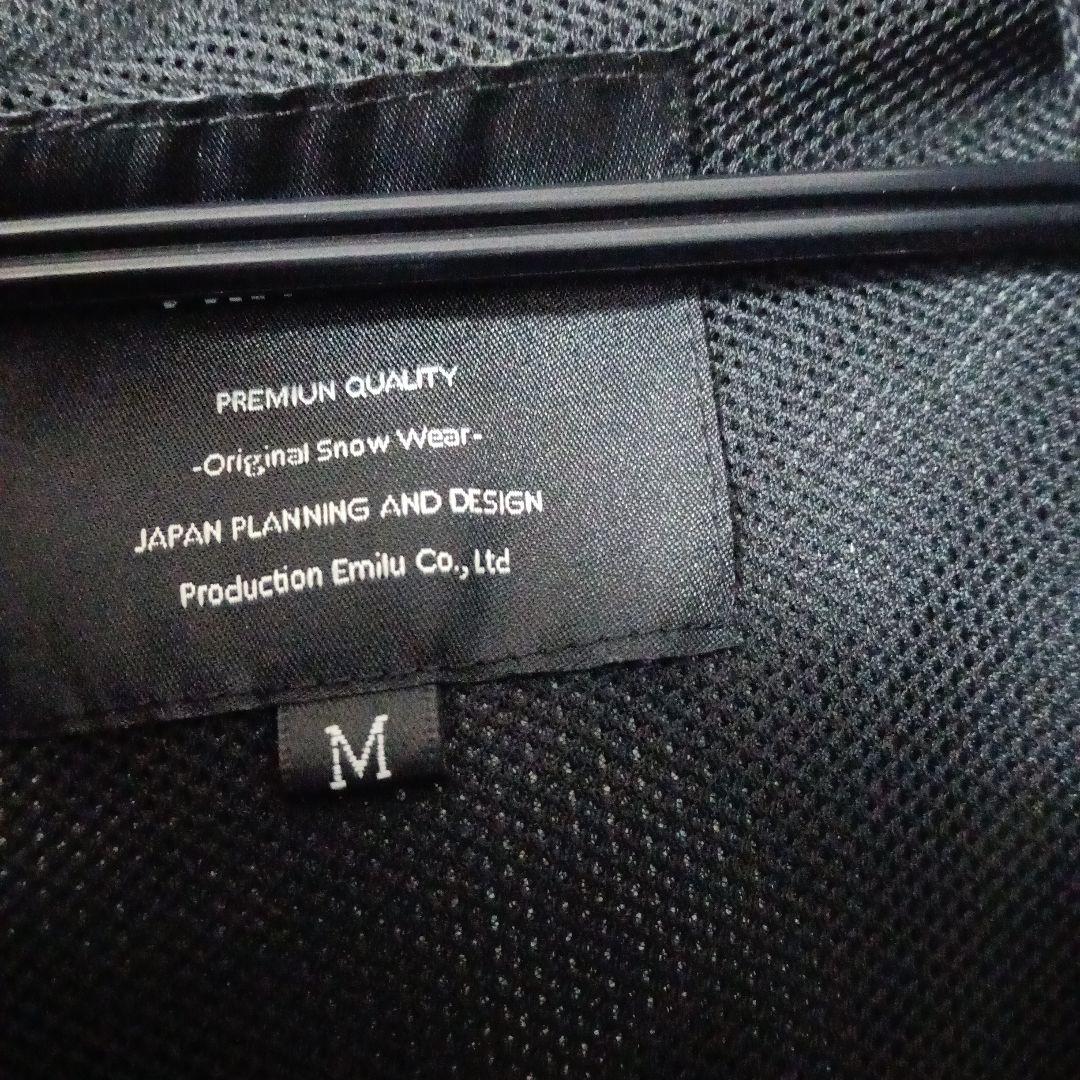 PREMIUN QUALITY
-Original Snow Wear-
JAPAN PLANNING AND DESIGN
Production Emilu Co., Ltd
M